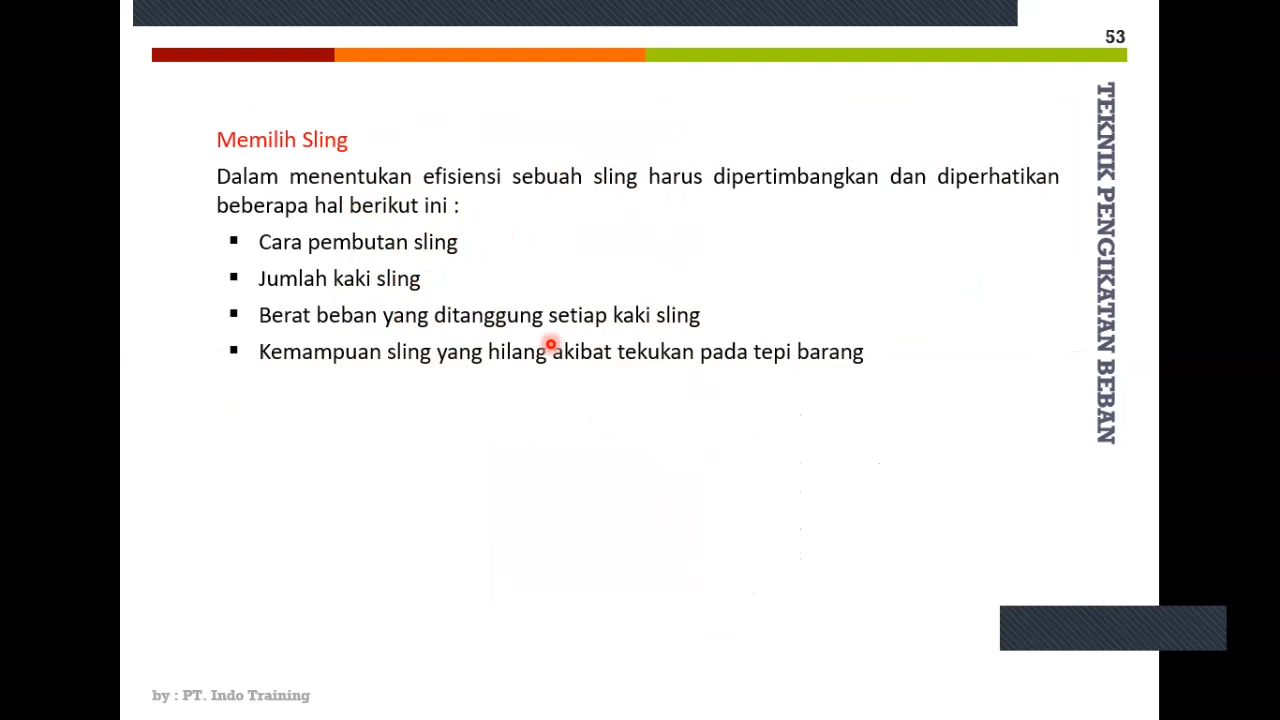 53
TEKNIK PENGIKATAN BEBAN
Memilih Sling
Dalam menentukan efisiensi sebuah sling harus dipertimbangkan dan diperhatikan
beberapa hal berikut ini :
▪ Cara pembutan sling
▪ Jumlah kaki sling
▪ Berat beban yang ditanggung setiap kaki sling
▪ Kemampuan sling yang hilang akibat tekukan pada tepi barang
by : PT. Indo Training